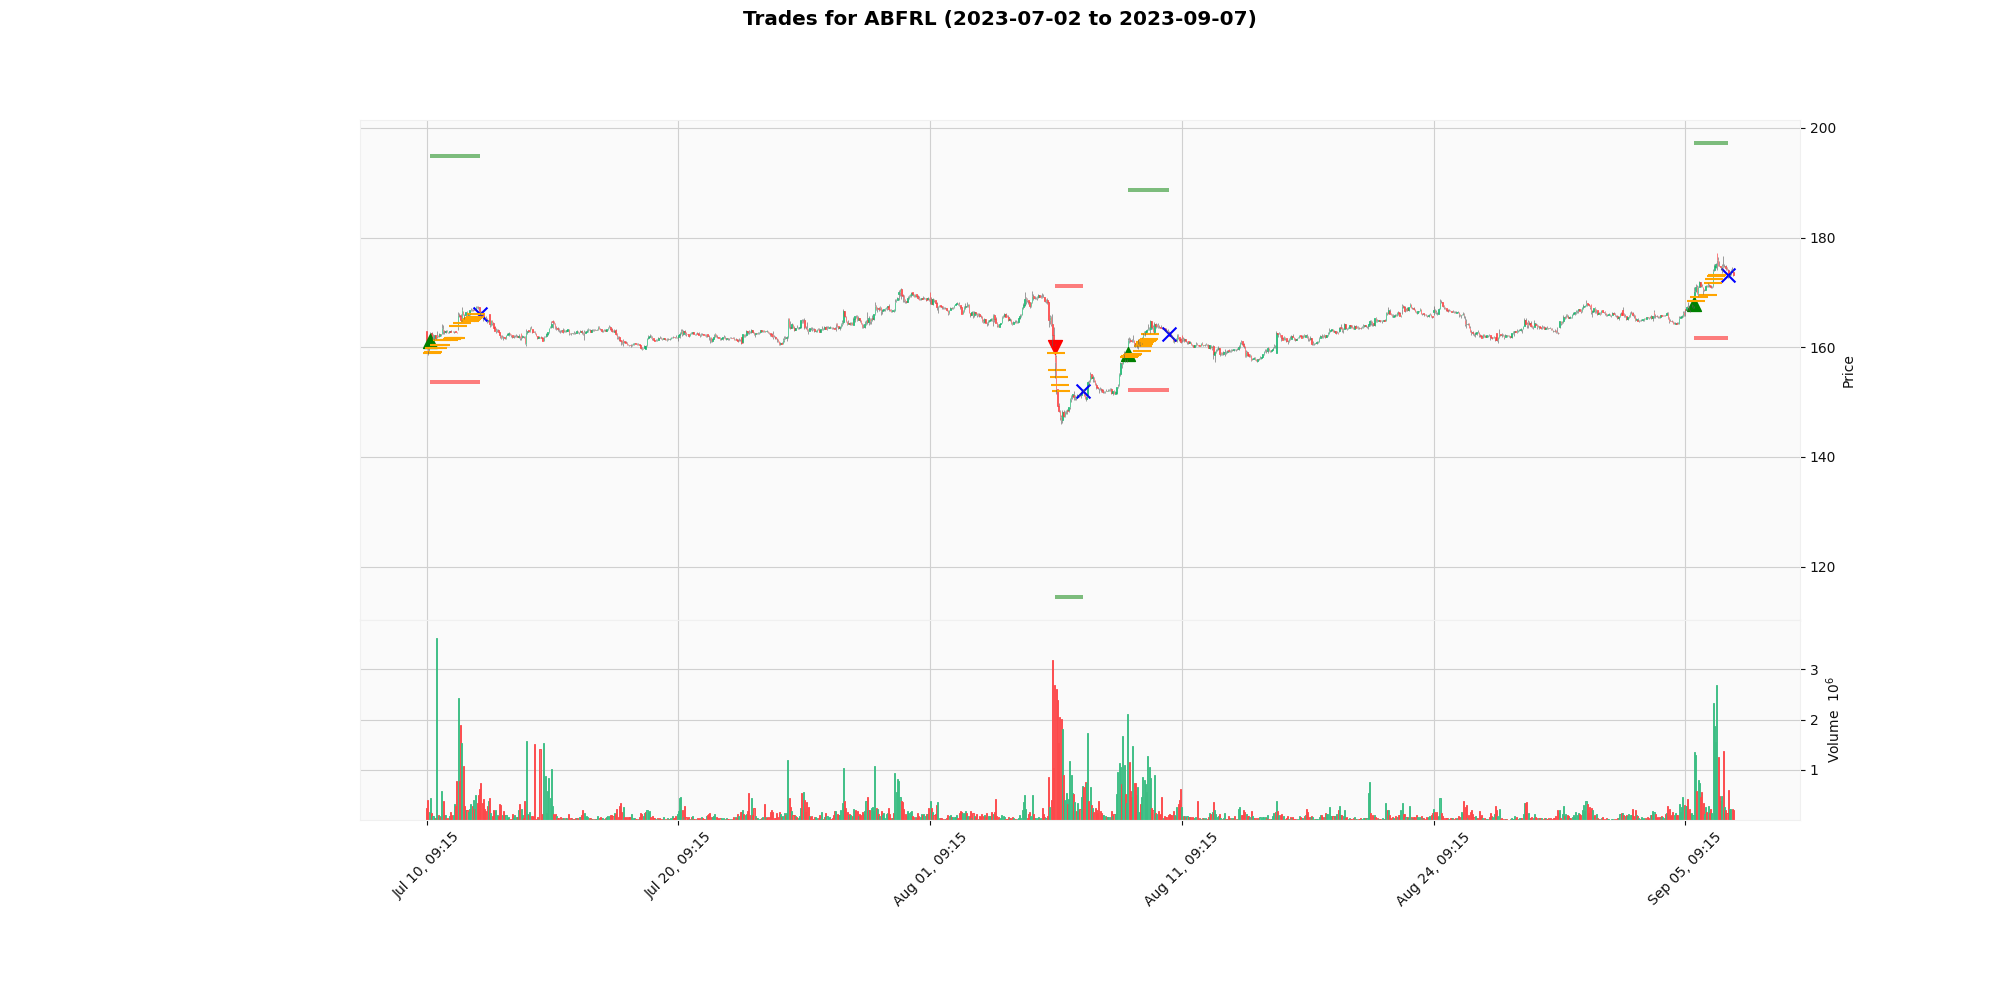 Trades for ABFRL (2023-07-02 to 2023-09-07)
200
180
160
140
120
Price
3
2
1
Volume 10^6
Jul 10, 09:15
Jul 20, 09:15
Aug 01, 09:15
Aug 11, 09:15
Aug 24, 09:15
Sep 05, 09:15